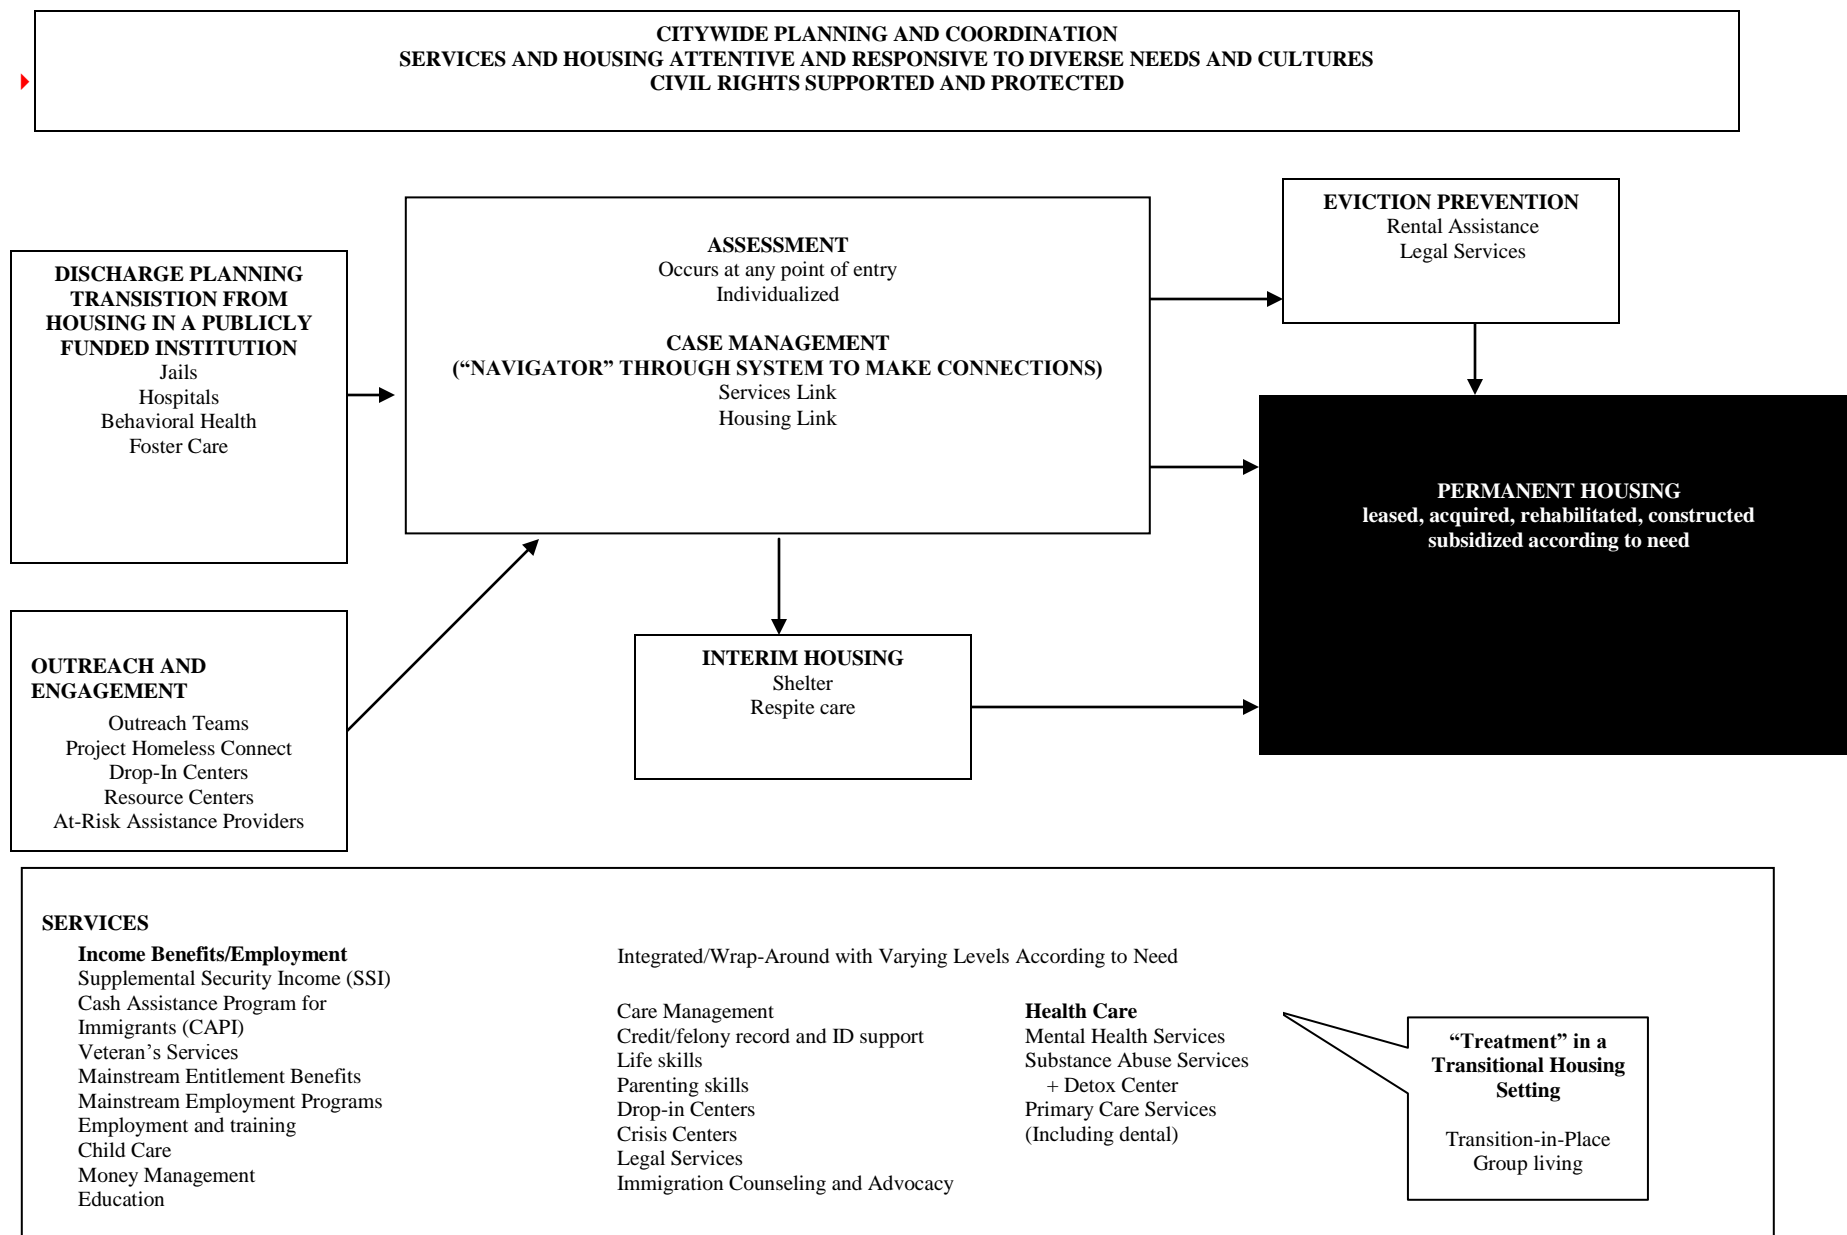 CITYWIDE PLANNING AND COORDINATION
SERVICES AND HOUSING ATTENTIVE AND RESPONSIVE TO DIVERSE NEEDS AND CULTURES
CIVIL RIGHTS SUPPORTED AND PROTECTED
DISCHARGE PLANNING
TRANSISTION FROM
HOUSING IN A PUBLICLY
FUNDED INSTITUTION
Jails
Hospitals
Behavioral Health
Foster Care
ASSESSMENT
Occurs at any point of entry
Individualized
CASE MANAGEMENT
(“NAVIGATOR” THROUGH SYSTEM TO MAKE CONNECTIONS)
Services Link
Housing Link
EVICTION PREVENTION
Rental Assistance
Legal Services
PERMANENT HOUSING
leased, acquired, rehabilitated, constructed
subsidized according to need
OUTREACH AND
ENGAGEMENT
Outreach Teams
Project Homeless Connect
Drop-In Centers
Resource Centers
At-Risk Assistance Providers
INTERIM HOUSING
Shelter
Respite care
SERVICES
Income Benefits/Employment
Supplemental Security Income (SSI)
Cash Assistance Program for
Immigrants (CAPI)
Veteran’s Services
Mainstream Entitlement Benefits
Mainstream Employment Programs
Employment and training
Child Care
Money Management
Education
Integrated/Wrap-Around with Varying Levels According to Need
Care Management
Credit/felony record and ID support
Life skills
Parenting skills
Drop-in Centers
Crisis Centers
Legal Services
Immigration Counseling and Advocacy
Health Care
Mental Health Services
Substance Abuse Services
+ Detox Center
Primary Care Services
(Including dental)
“Treatment” in a
Transitional Housing
Setting
Transition-in-Place
Group living